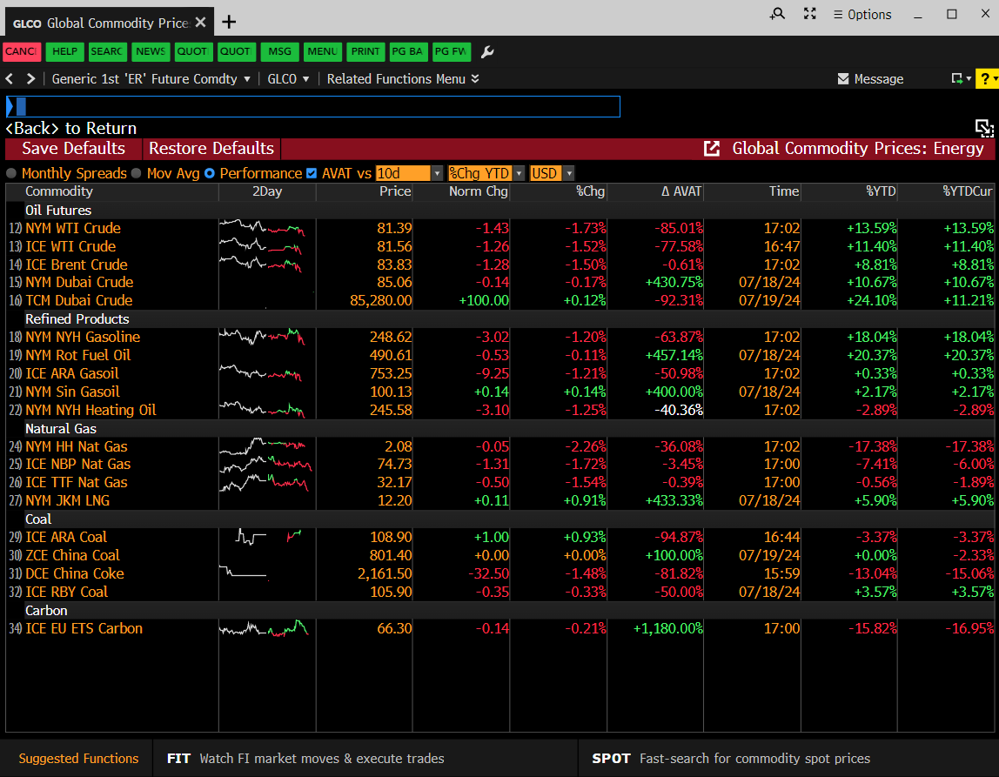 GLCO Global Commodity Price
Options
CANC HELP SEARC NEWS QUOT QUOT MSG MENU PRINT PG BA PG FW
Generic 1st 'ER' Future Comdty GLCO Related Functions Menu Message ?
<Back> to Return
Save Defaults Restore Defaults Global Commodity Prices: Energy
Monthly Spreads Mov Avg Performance AVAT vs 10d %Chg YTD USD
Commodity 2Day Price Norm Chg %Chg Δ AVAT Time %YTD %YTDCur
Oil Futures
12) NYM WTI Crude 81.39 -1.43 -1.73% -85.01% 17:02 +13.59% +13.59%
13) ICE WTI Crude 81.56 -1.26 -1.52% -77.58% 16:47 +11.40% +11.40%
14) ICE Brent Crude 83.83 -1.28 -1.50% -0.61% 17:02 +8.81% +8.81%
15) NYM Dubai Crude 85.06 -0.14 -0.17% +430.75% 07/18/24 +10.67% +10.67%
16) TCM Dubai Crude 85,280.00 +100.00 +0.12% -92.31% 07/19/24 +24.10% +11.21%
Refined Products
18) NYM NYH Gasoline 248.62 -3.02 -1.20% -63.87% 17:02 +18.04% +18.04%
19) NYM Rot Fuel Oil 490.61 -0.53 -0.11% +457.14% 07/18/24 +20.37% +20.37%
20) ICE ARA Gasoil 753.25 -9.25 -1.21% -50.98% 17:02 +0.33% +0.33%
21) NYM Sin Gasoil 100.13 +0.14 +0.14% +400.00% 07/18/24 +2.17% +2.17%
22) NYM NYH Heating Oil 245.58 -3.10 -1.25% -40.36% 17:02 -2.89% -2.89%
Natural Gas
24) NYM HH Nat Gas 2.08 -0.05 -2.26% -36.08% 17:02 -17.38% -17.38%
25) ICE NBP Nat Gas 74.73 -1.31 -1.72% -3.45% 17:00 -7.41% -6.00%
26) ICE TTF Nat Gas 32.17 -0.50 -1.54% -0.39% 17:00 -0.56% -1.89%
27) NYM JKM LNG 12.20 +0.11 +0.91% +433.33% 07/18/24 +5.90% +5.90%
Coal
29) ICE ARA Coal 108.90 +1.00 +0.93% -94.87% 16:44 -3.37% -3.37%
30) ZCE China Coal 801.40 +0.00 +0.00% +100.00% 07/19/24 +0.00% -2.33%
31) DCE China Coke 2,161.50 -32.50 -1.48% -81.82% 15:59 -13.04% -15.06%
32) ICE RBY Coal 105.90 -0.35 -0.33% -50.00% 07/18/24 +3.57% +3.57%
Carbon
34) ICE EU ETS Carbon 66.30 -0.14 -0.21% +1,180.00% 17:00 -15.82% -16.95%
Suggested Functions FIT Watch FI market moves & execute trades SPOT Fast-search for commodity spot prices